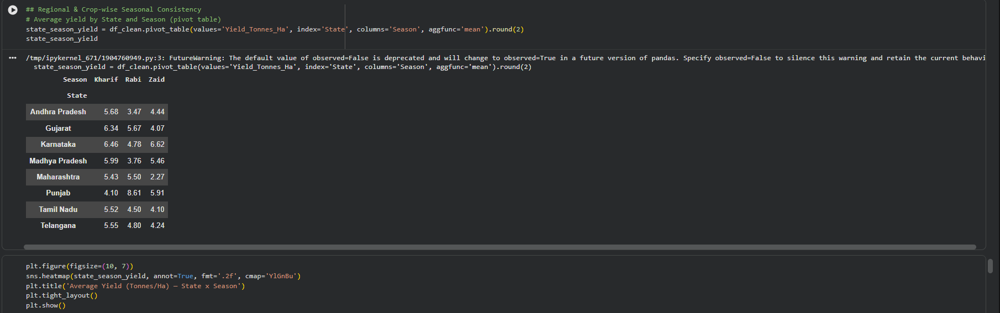 ## Regional & Crop-wise Seasonal Consistency
# Average yield by State and Season (pivot table)
state_season_yield = df_clean.pivot_table(values='Yield_Tonnes_Ha', index='State', columns='Season', aggfunc='mean').round(2)
state_season_yield
/tmp/ipykernel_671/1904760949.py:3: FutureWarning: The default value of observed=False is deprecated and will change to observed=True in a future version of pandas. Specify observed=False to silence this warning and retain the current behavi
state_season_yield = df_clean.pivot_table(values='Yield_Tonnes_Ha', index='State', columns='Season', aggfunc='mean').round(2)
Season Kharif Rabi Zaid
State
Andhra Pradesh 5.68 3.47 4.44
Gujarat 6.34 5.67 4.07
Karnataka 6.46 4.78 6.62
Madhya Pradesh 5.99 3.76 5.46
Maharashtra 5.43 5.50 2.27
Punjab 4.10 8.61 5.91
Tamil Nadu 5.52 4.50 4.10
Telangana 5.55 4.80 4.24
plt.figure(figsize=(10, 7))
sns.heatmap(state_season_yield, annot=True, fmt='.2f', cmap='YlGnBu')
plt.title('Average Yield (Tonnes/Ha) — State x Season')
plt.tight_layout()
plt.show()